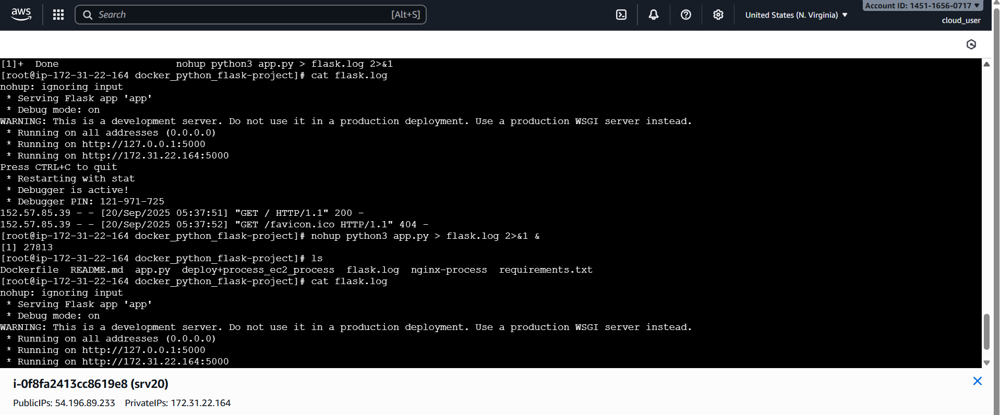 aws
Search [Alt+S]
United States (N. Virginia)
Account ID: 1451-1656-0717
cloud_user
[1]+  Done                    nohup python3 app.py > flask.log 2>&1
[root@ip-172-31-22-164 docker_python_flask-project]# cat flask.log
nohup: ignoring input
 * Serving Flask app 'app'
 * Debug mode: on
WARNING: This is a development server. Do not use it in a production deployment. Use a production WSGI server instead.
 * Running on all addresses (0.0.0.0)
 * Running on http://127.0.0.1:5000
 * Running on http://172.31.22.164:5000
Press CTRL+C to quit
 * Restarting with stat
 * Debugger is active!
 * Debugger PIN: 121-971-725
152.57.85.39 - - [20/Sep/2025 05:37:51] "GET / HTTP/1.1" 200 -
152.57.85.39 - - [20/Sep/2025 05:37:52] "GET /favicon.ico HTTP/1.1" 404 -
[root@ip-172-31-22-164 docker_python_flask-project]# nohup python3 app.py > flask.log 2>&1 &
[1] 27813
[root@ip-172-31-22-164 docker_python_flask-project]# ls
Dockerfile  README.md  app.py  deploy+process_ec2_process  flask.log  nginx-process  requirements.txt
[root@ip-172-31-22-164 docker_python_flask-project]# cat flask.log
nohup: ignoring input
 * Serving Flask app 'app'
 * Debug mode: on
WARNING: This is a development server. Do not use it in a production deployment. Use a production WSGI server instead.
 * Running on all addresses (0.0.0.0)
 * Running on http://127.0.0.1:5000
 * Running on http://172.31.22.164:5000
i-0f8fa2413cc8619e8 (srv20)
PublicIPs: 54.196.89.233 PrivateIPs: 172.31.22.164